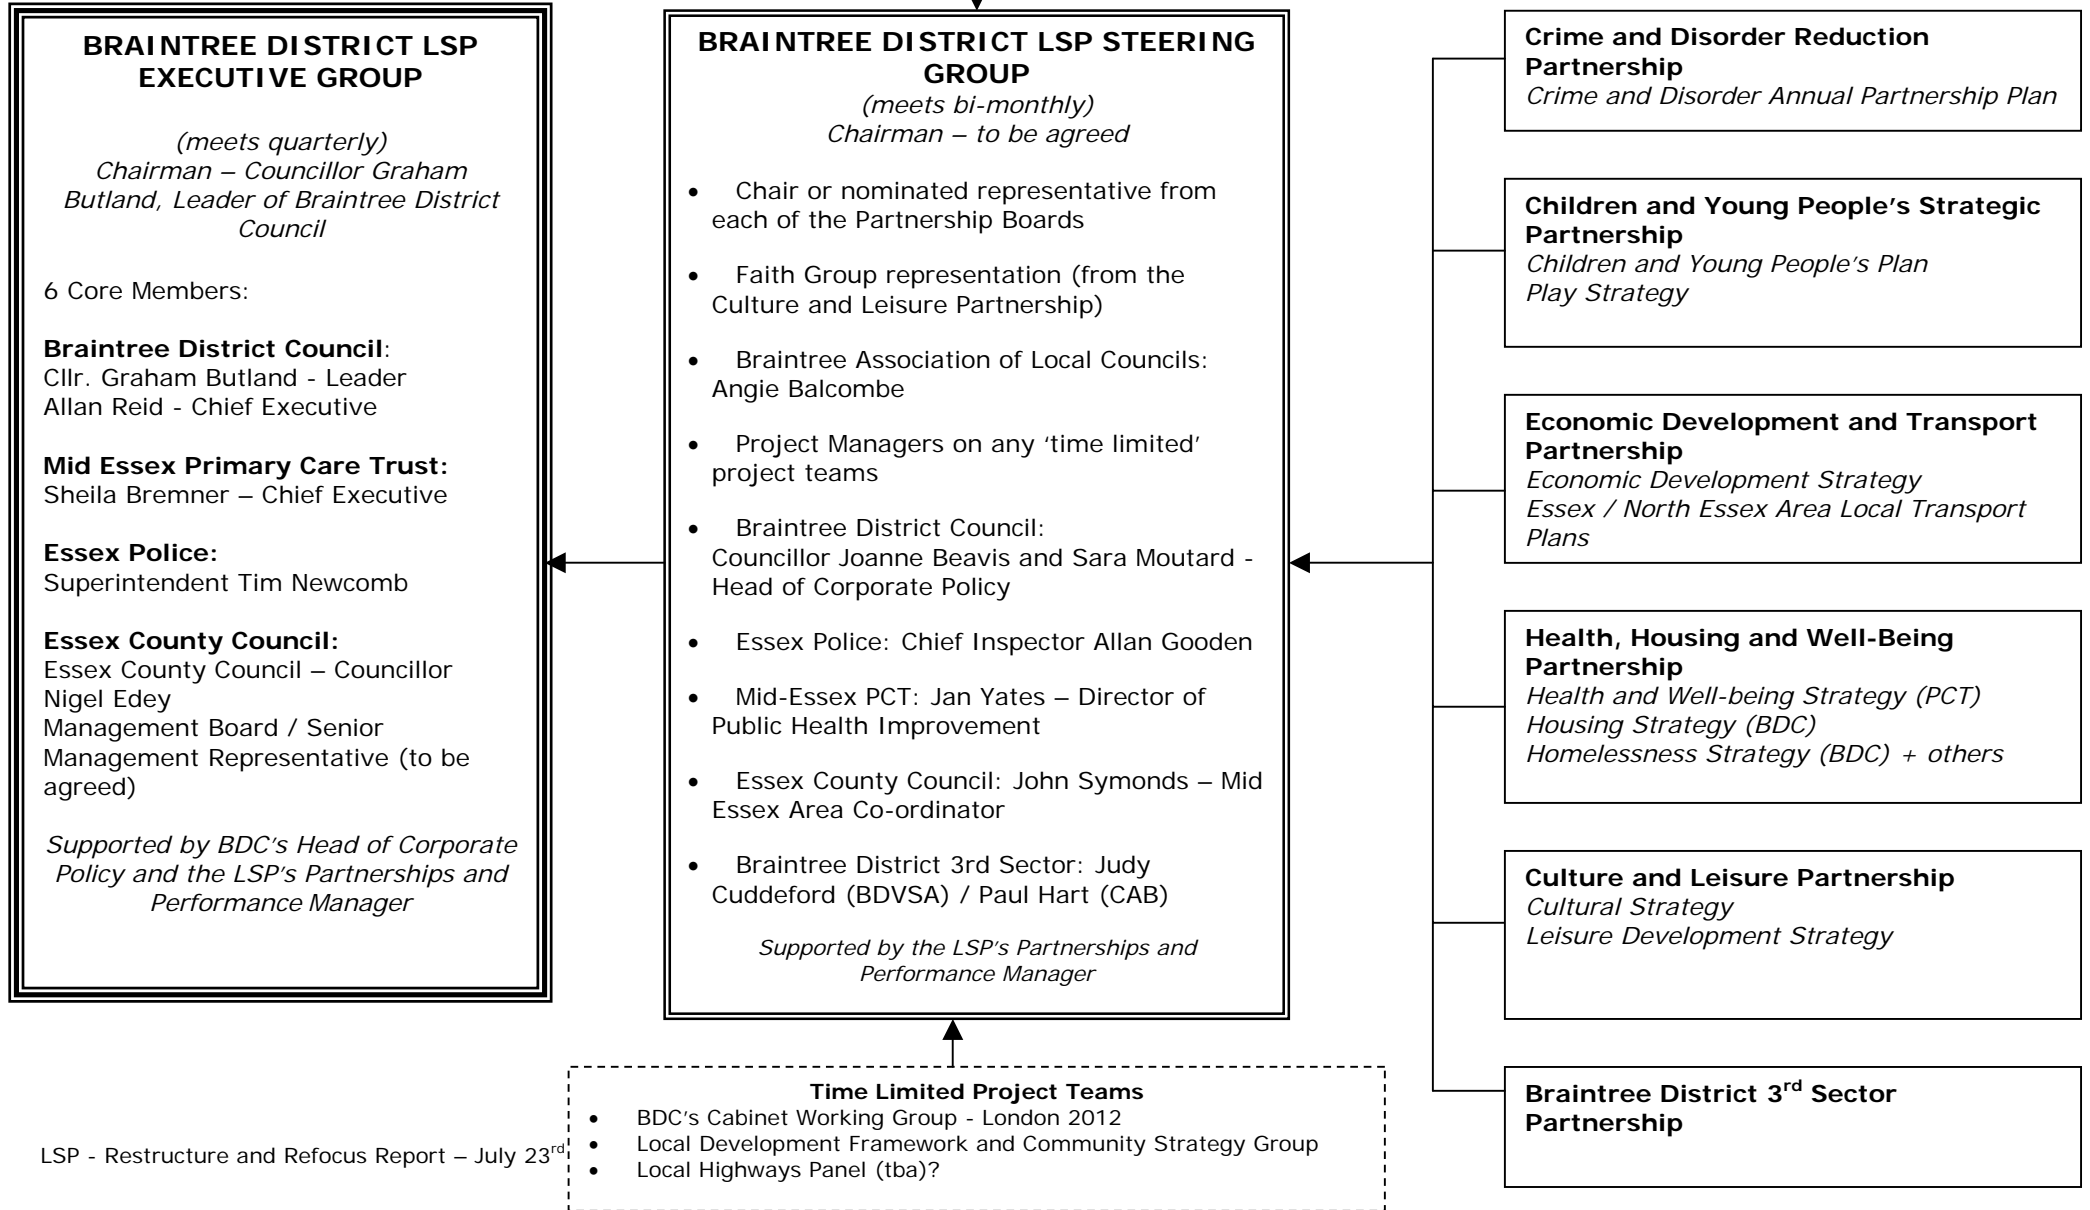 BRAINTREE DISTRICT LSP
EXECUTIVE GROUP
(meets quarterly)
Chairman – Councillor Graham
Butland, Leader of Braintree District
Council
6 Core Members:
Braintree District Council:
Cllr. Graham Butland - Leader
Allan Reid - Chief Executive
Mid Essex Primary Care Trust:
Sheila Bremner – Chief Executive
Essex Police:
Superintendent Tim Newcomb
Essex County Council:
Essex County Council – Councillor
Nigel Edey
Management Board / Senior
Management Representative (to be
agreed)
Supported by BDC's Head of Corporate
Policy and the LSP's Partnerships and
Performance Manager
BRAINTREE DISTRICT LSP STEERING
GROUP
(meets bi-monthly)
Chairman – to be agreed
• Chair or nominated representative from
each of the Partnership Boards
• Faith Group representation (from the
Culture and Leisure Partnership)
• Braintree Association of Local Councils:
Angie Balcombe
• Project Managers on any ‘time limited’
project teams
• Braintree District Council:
Councillor Joanne Beavis and Sara Moutard -
Head of Corporate Policy
• Essex Police: Chief Inspector Allan Gooden
• Mid-Essex PCT: Jan Yates – Director of
Public Health Improvement
• Essex County Council: John Symonds – Mid
Essex Area Co-ordinator
• Braintree District 3rd Sector: Judy
Cuddeford (BDVSA) / Paul Hart (CAB)
Supported by the LSP's Partnerships and
Performance Manager
Crime and Disorder Reduction
Partnership
Crime and Disorder Annual Partnership Plan
Children and Young People's Strategic
Partnership
Children and Young People's Plan
Play Strategy
Economic Development and Transport
Partnership
Economic Development Strategy
Essex / North Essex Area Local Transport
Plans
Health, Housing and Well-Being
Partnership
Health and Well-being Strategy (PCT)
Housing Strategy (BDC)
Homelessness Strategy (BDC) + others
Culture and Leisure Partnership
Cultural Strategy
Leisure Development Strategy
Braintree District 3rd Sector
Partnership
Time Limited Project Teams
• BDC's Cabinet Working Group - London 2012
• Local Development Framework and Community Strategy Group
• Local Highways Panel (tba)?
LSP - Restructure and Refocus Report – July 23rd